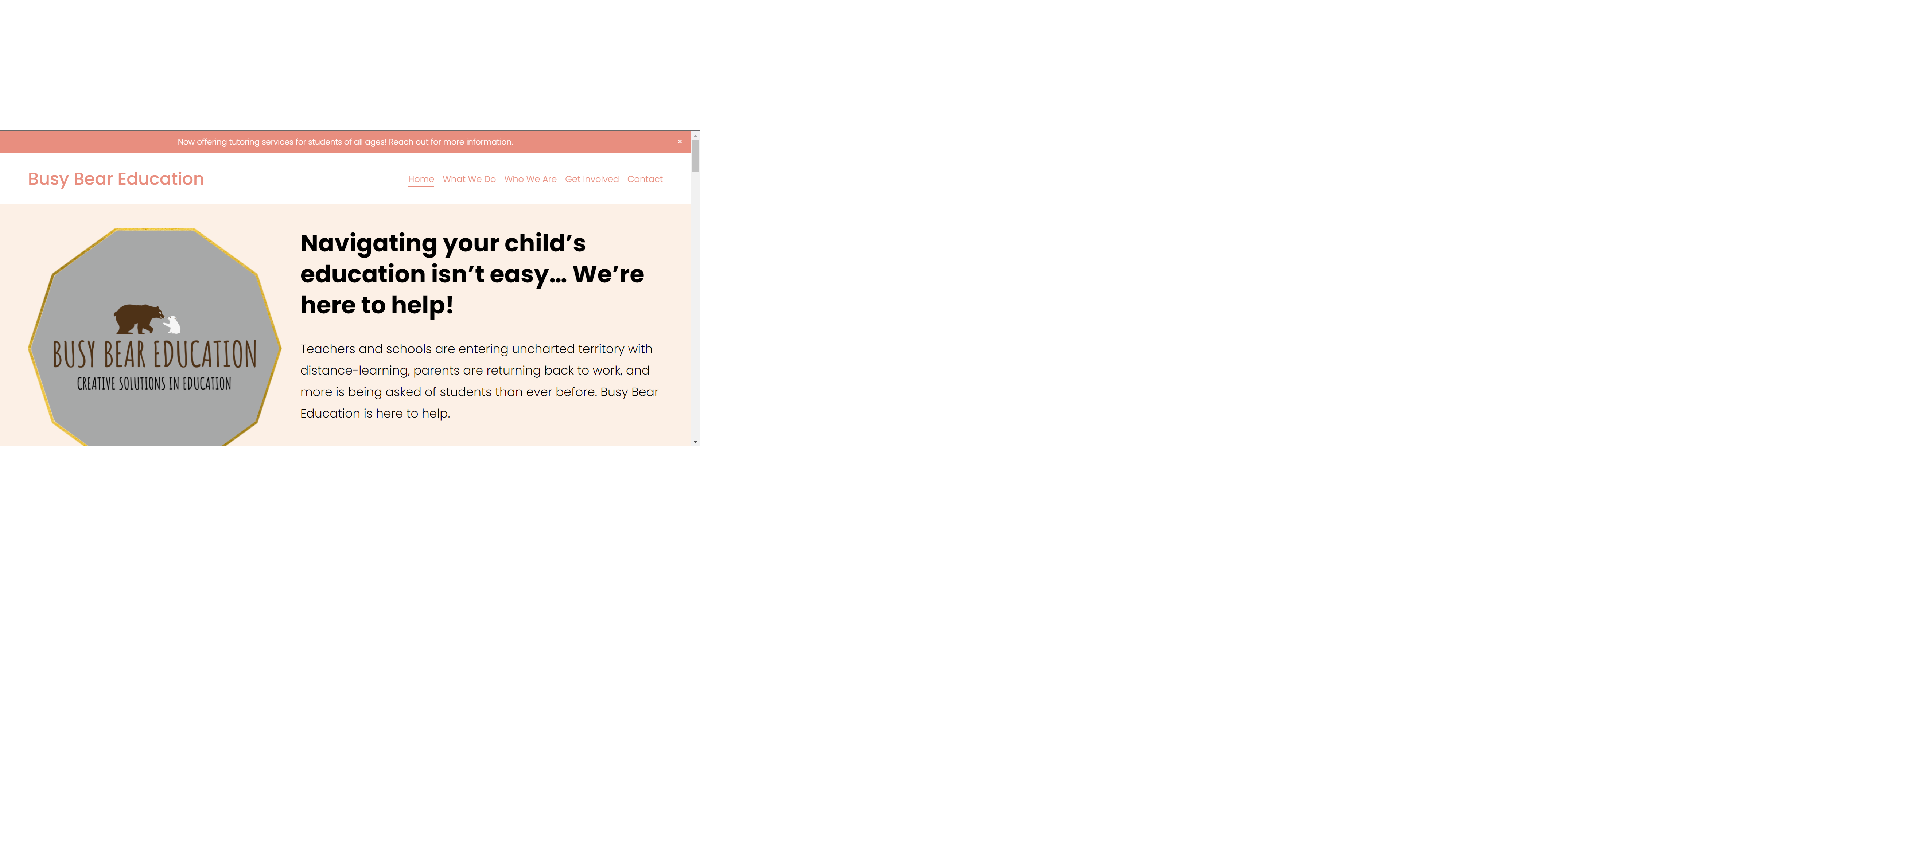 Now offering tutoring services for students of all ages! Reach out for more information.
Busy Bear Education
Home What We Do Who We Are Get Involved Contact
BUSY BEAR EDUCATION
CREATIVE SOLUTIONS IN EDUCATION
Navigating your child’s
education isn’t easy... We’re
here to help!
Teachers and schools are entering uncharted territory with
distance-learning, parents are returning back to work, and
more is being asked of students than ever before. Busy Bear
Education is here to help.